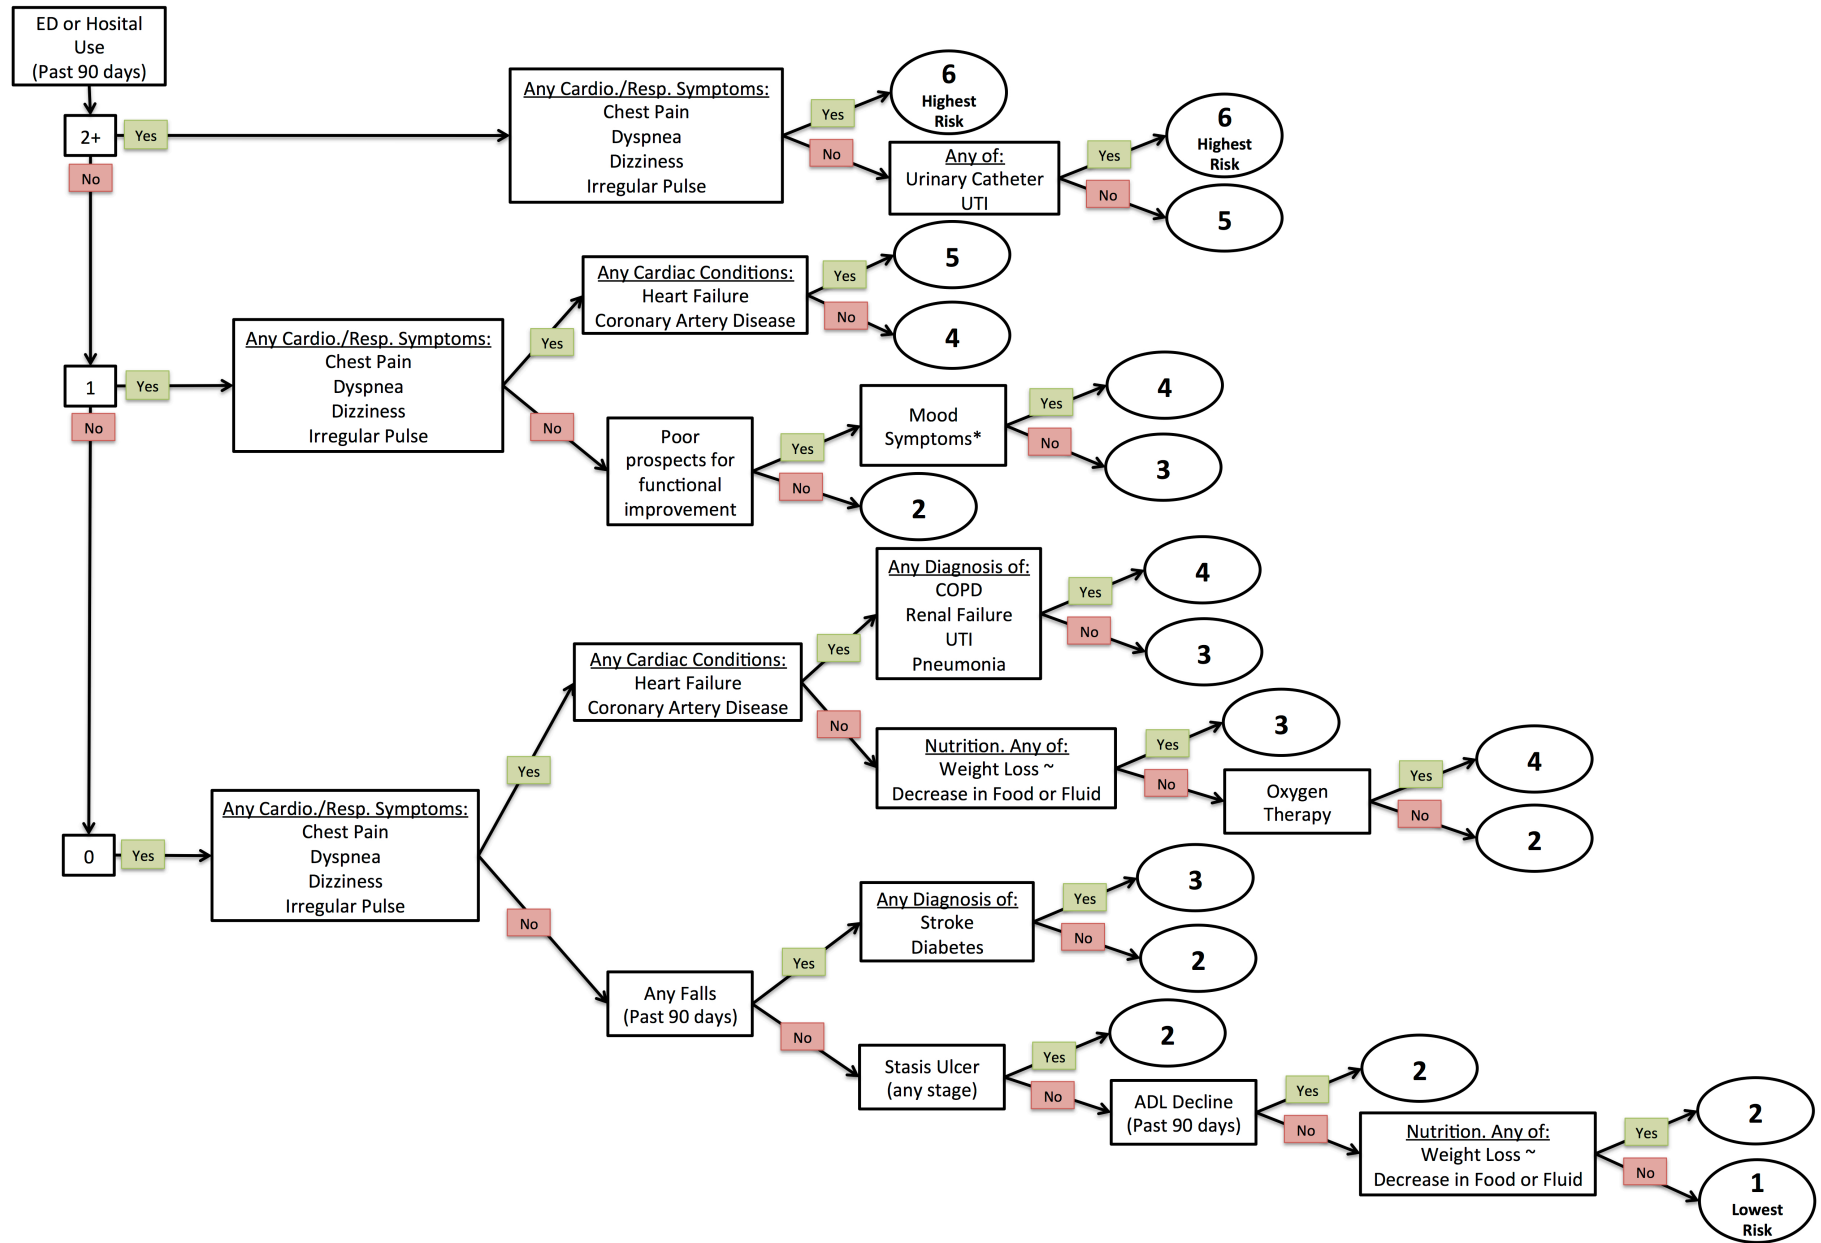 ED or Hosital
Use
(Past 90 days)
2+
Yes
No
Any Cardio./Resp. Symptoms:
Chest Pain
Dyspnea
Dizziness
Irregular Pulse
Yes
No
6
Highest
Risk
Any of:
Urinary Catheter
UTI
Yes
No
6
Highest
Risk
5
1
Yes
No
Any Cardio./Resp. Symptoms:
Chest Pain
Dyspnea
Dizziness
Irregular Pulse
Yes
No
Any Cardiac Conditions:
Heart Failure
Coronary Artery Disease
Yes
No
5
4
Poor
prospects for
functional
improvement
Yes
No
Mood
Symptoms*
Yes
No
4
3
2
0
Yes
Any Cardio./Resp. Symptoms:
Chest Pain
Dyspnea
Dizziness
Irregular Pulse
Yes
No
Any Cardiac Conditions:
Heart Failure
Coronary Artery Disease
Yes
No
Any Diagnosis of:
COPD
Renal Failure
UTI
Pneumonia
Yes
No
4
3
Nutrition. Any of:
Weight Loss ~
Decrease in Food or Fluid
Yes
No
3
Oxygen
Therapy
Yes
No
4
2
Any Falls
(Past 90 days)
Yes
No
Any Diagnosis of:
Stroke
Diabetes
Yes
No
3
2
Stasis Ulcer
(any stage)
Yes
No
2
ADL Decline
(Past 90 days)
Yes
No
2
Nutrition. Any of:
Weight Loss ~
Decrease in Food or Fluid
Yes
No
2
1
Lowest
Risk